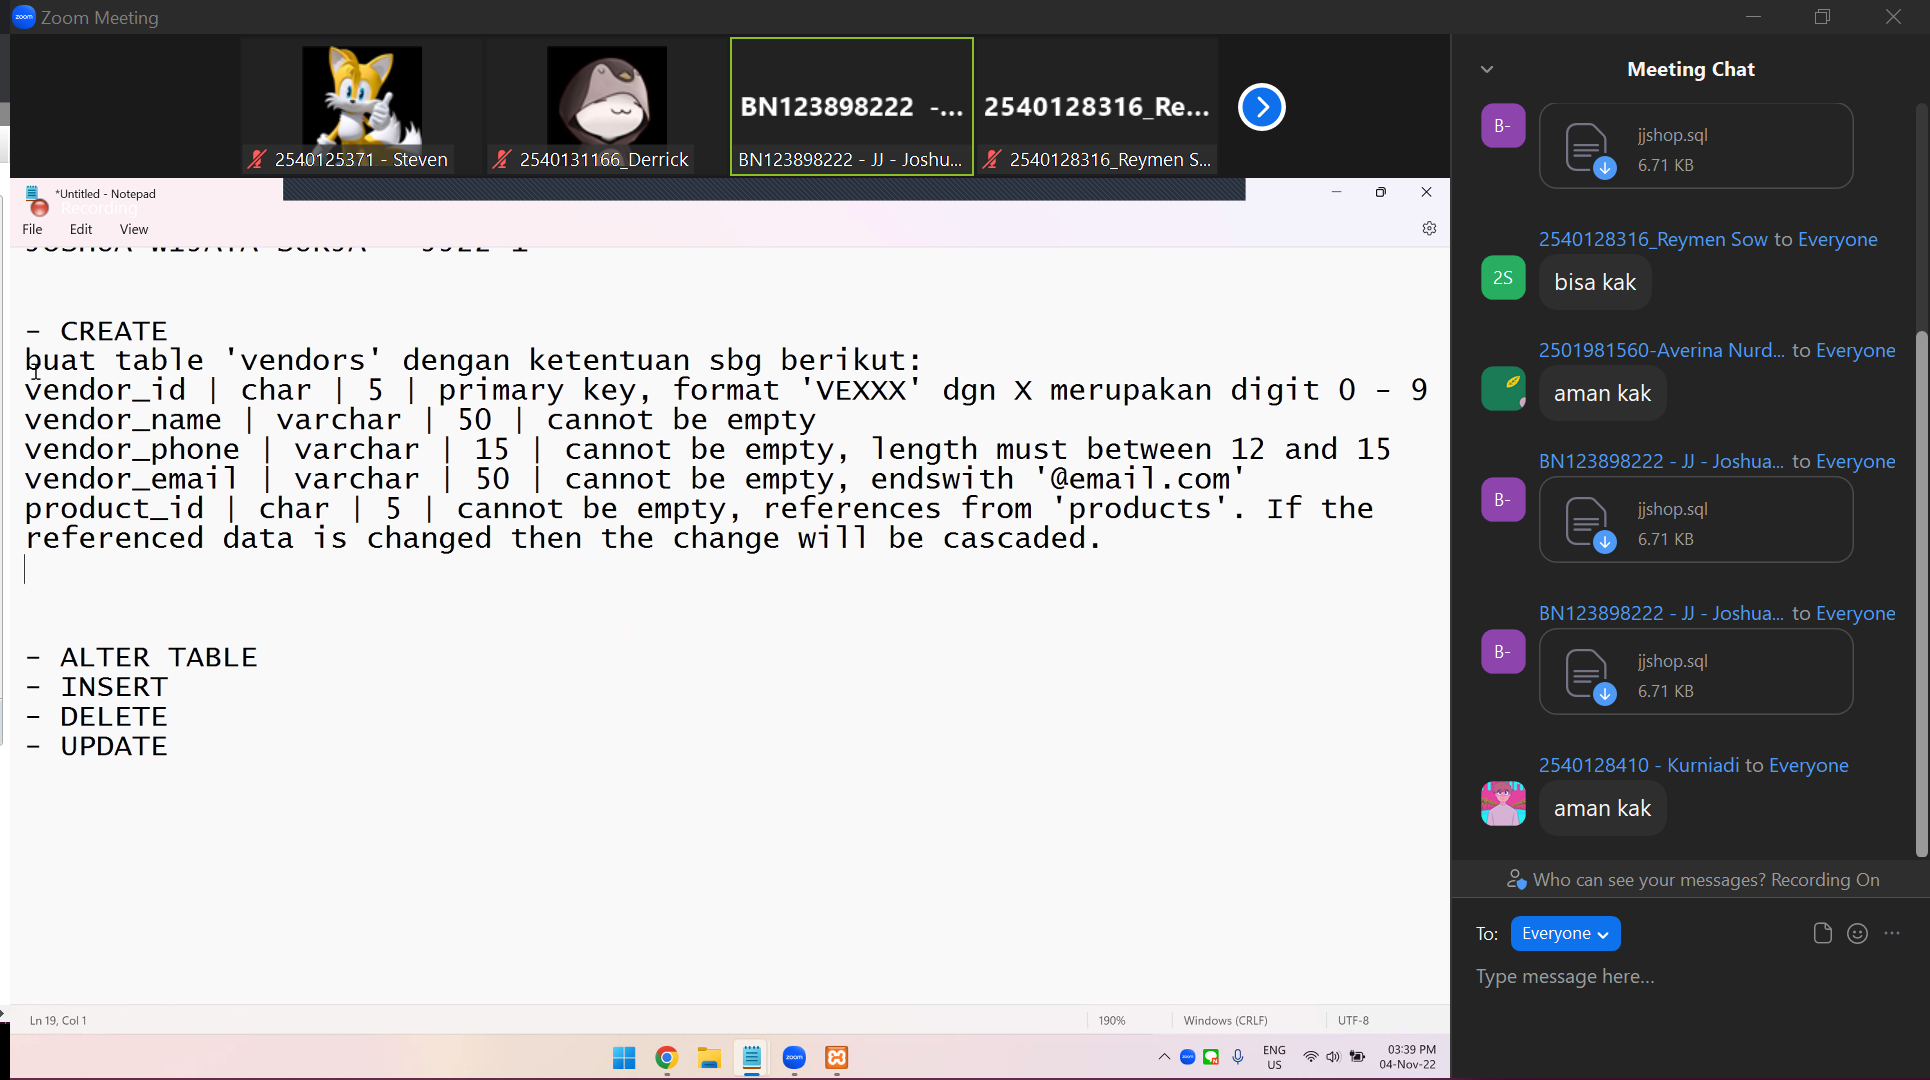 zoom Zoom Meeting
2540125371 - Steven
2540131166_Derrick
BN123898222 -...
BN123898222 - JJ - Joshu...
2540128316_Re...
2540128316_Reymen S...
*Untitled - Notepad
Recording
File Edit View
- CREATE
buat table 'vendors' dengan ketentuan sbg berikut:
vendor_id | char | 5 | primary key, format 'VEXXX' dgn X merupakan digit 0 - 9
vendor_name | varchar | 50 | cannot be empty
vendor_phone | varchar | 15 | cannot be empty, length must between 12 and 15
vendor_email | varchar | 50 | cannot be empty, endswith '@email.com'
product_id | char | 5 | cannot be empty, references from 'products'. If the
referenced data is changed then the change will be cascaded.
- ALTER TABLE
- INSERT
- DELETE
- UPDATE
Ln 19, Col 1
190%
Windows (CRLF)
UTF-8
zoom
zoom
ENG
US
03:39 PM
04-Nov-22
Meeting Chat
B-
jjshop.sql
6.71 KB
2540128316_Reymen Sow to Everyone
2S
bisa kak
2501981560-Averina Nurd... to Everyone
aman kak
BN123898222 - JJ - Joshua... to Everyone
B-
jjshop.sql
6.71 KB
BN123898222 - JJ - Joshua... to Everyone
B-
jjshop.sql
6.71 KB
2540128410 - Kurniadi to Everyone
aman kak
Who can see your messages? Recording On
To: Everyone
Type message here...